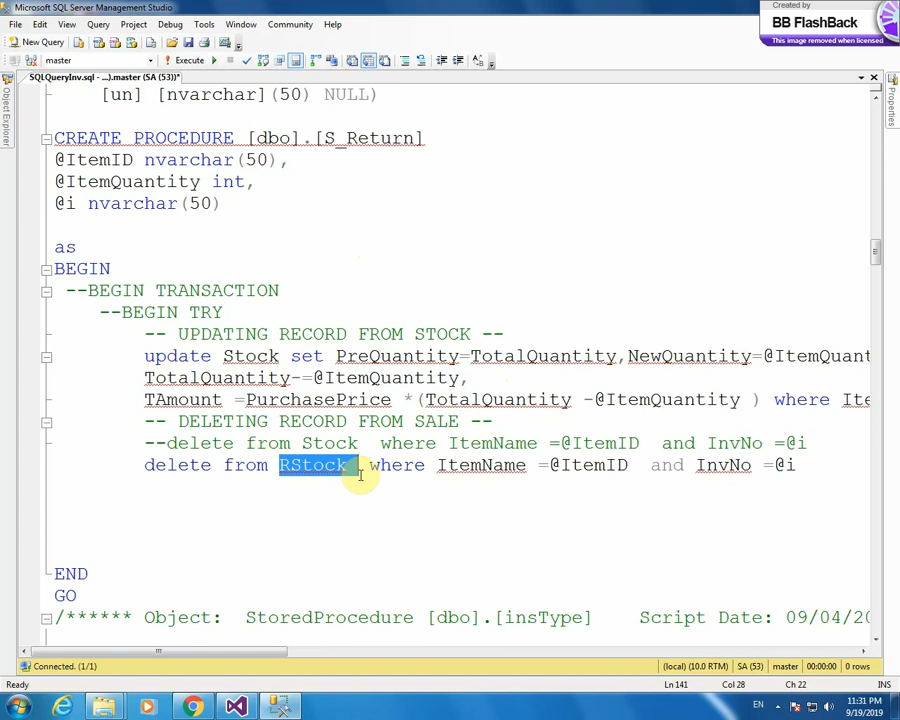 Microsoft SQL Server Management Studio
Created by
BB FlashBack
This image removed when licensed
File Edit View Query Project Debug Tools Window Community Help
New Query
master
Execute
SQLQueryInv.sql - ...).master (SA (53))*
Object Explorer
Properties
[un] [nvarchar](50) NULL)
CREATE PROCEDURE [dbo].[S_Return]
@ItemID nvarchar(50),
@ItemQuantity int,
@i nvarchar(50)
as
BEGIN
--BEGIN TRANSACTION
--BEGIN TRY
-- UPDATING RECORD FROM STOCK --
update Stock set PreQuantity=TotalQuantity,NewQuantity=@ItemQuant
TotalQuantity-=@ItemQuantity,
TAmount =PurchasePrice *(TotalQuantity -@ItemQuantity ) where Ite
-- DELETING RECORD FROM SALE --
--delete from Stock where ItemName =@ItemID and InvNo =@i
delete from RStock where ItemName =@ItemID and InvNo =@i
END
GO
/****** Object: StoredProcedure [dbo].[insType] Script Date: 09/04/20
Connected. (1/1)
(local) (10.0 RTM) SA (53) master 00:00:00 0 rows
Ready
Ln 141 Col 28 Ch 22 INS
EN
11:31 PM
9/19/2019